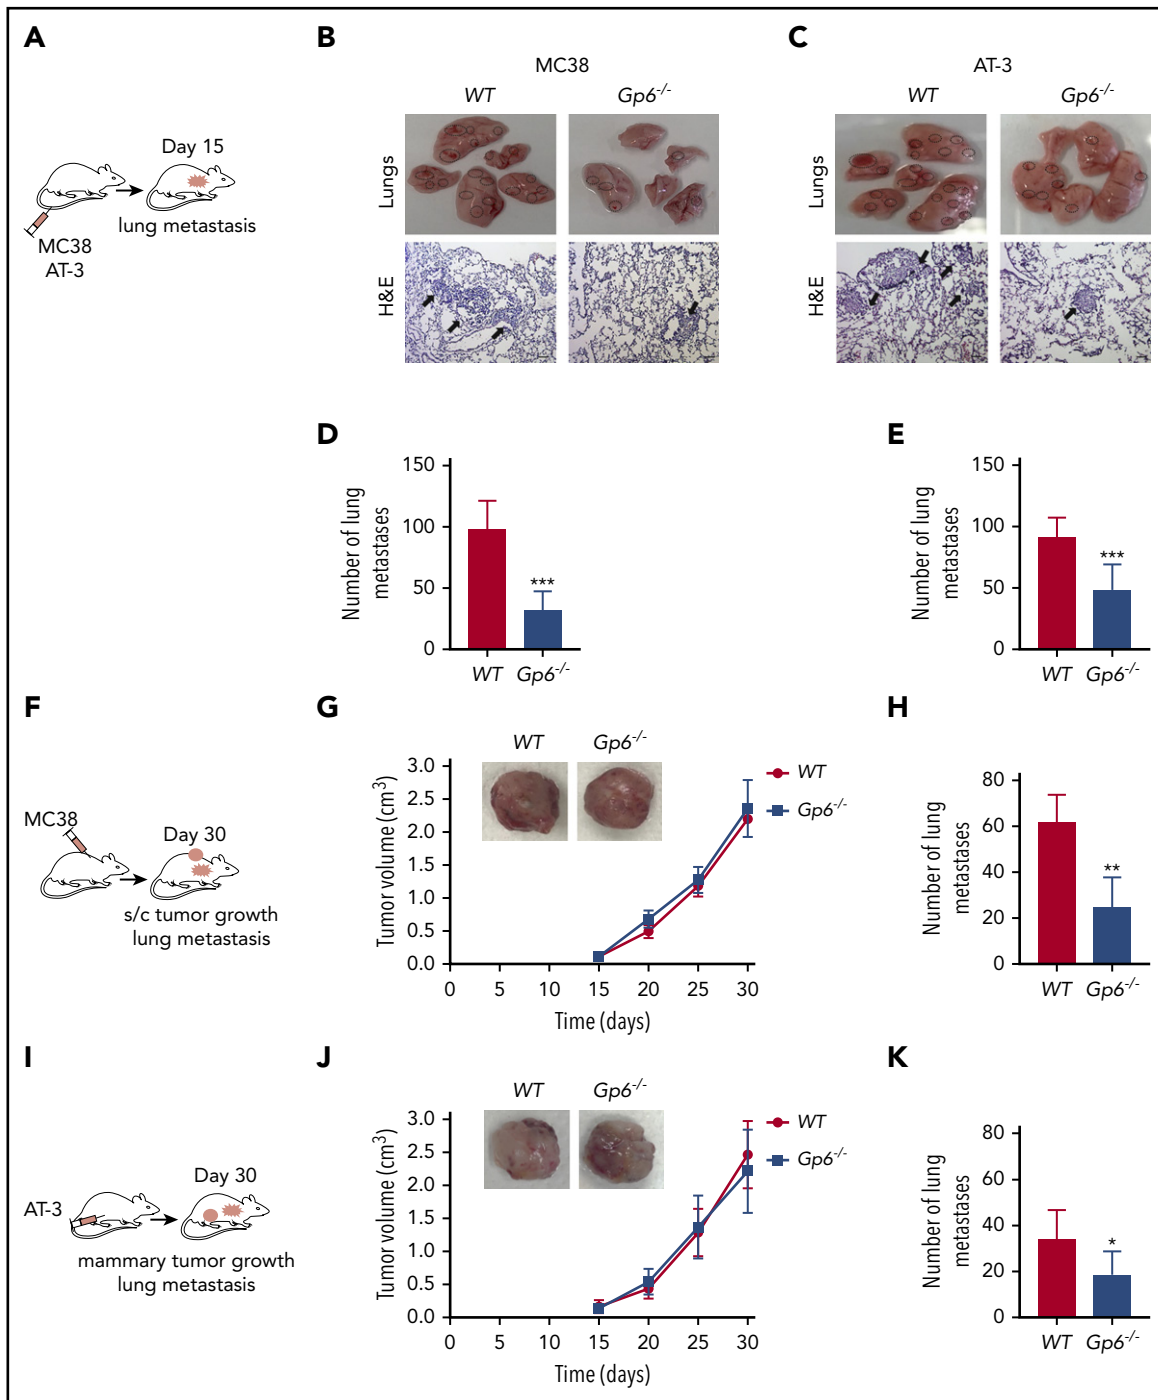 A
B
C
MC38
AT-3
WT
Gp6-/-
WT
Gp6-/-
Day 15
lung metastasis
MC38
AT-3
Lungs
H&E
Lungs
H&E
D
E
Number of lung
metastases
150
100
50
0
***
WT
Gp6-/-
Number of lung
metastases
150
100
50
0
***
WT
Gp6-/-
F
G
H
MC38
Day 30
s/c tumor growth
lung metastasis
WT
Gp6-/-
WT
Gp6-/-
Tumor volume (cm3)
3.0
2.5
2.0
1.5
1.0
0.5
0.0
0 5 10 15 20 25 30
Time (days)
Number of lung
metastases
80
60
40
20
0
**
WT
Gp6-/-
I
J
K
AT-3
Day 30
mammary tumor growth
lung metastasis
WT
Gp6-/-
WT
Gp6-/-
Tumor volume (cm3)
3.0
2.5
2.0
1.5
1.0
0.5
0.0
0 5 10 15 20 25 30
Time (days)
Number of lung
metastases
80
60
40
20
0
*
WT
Gp6-/-